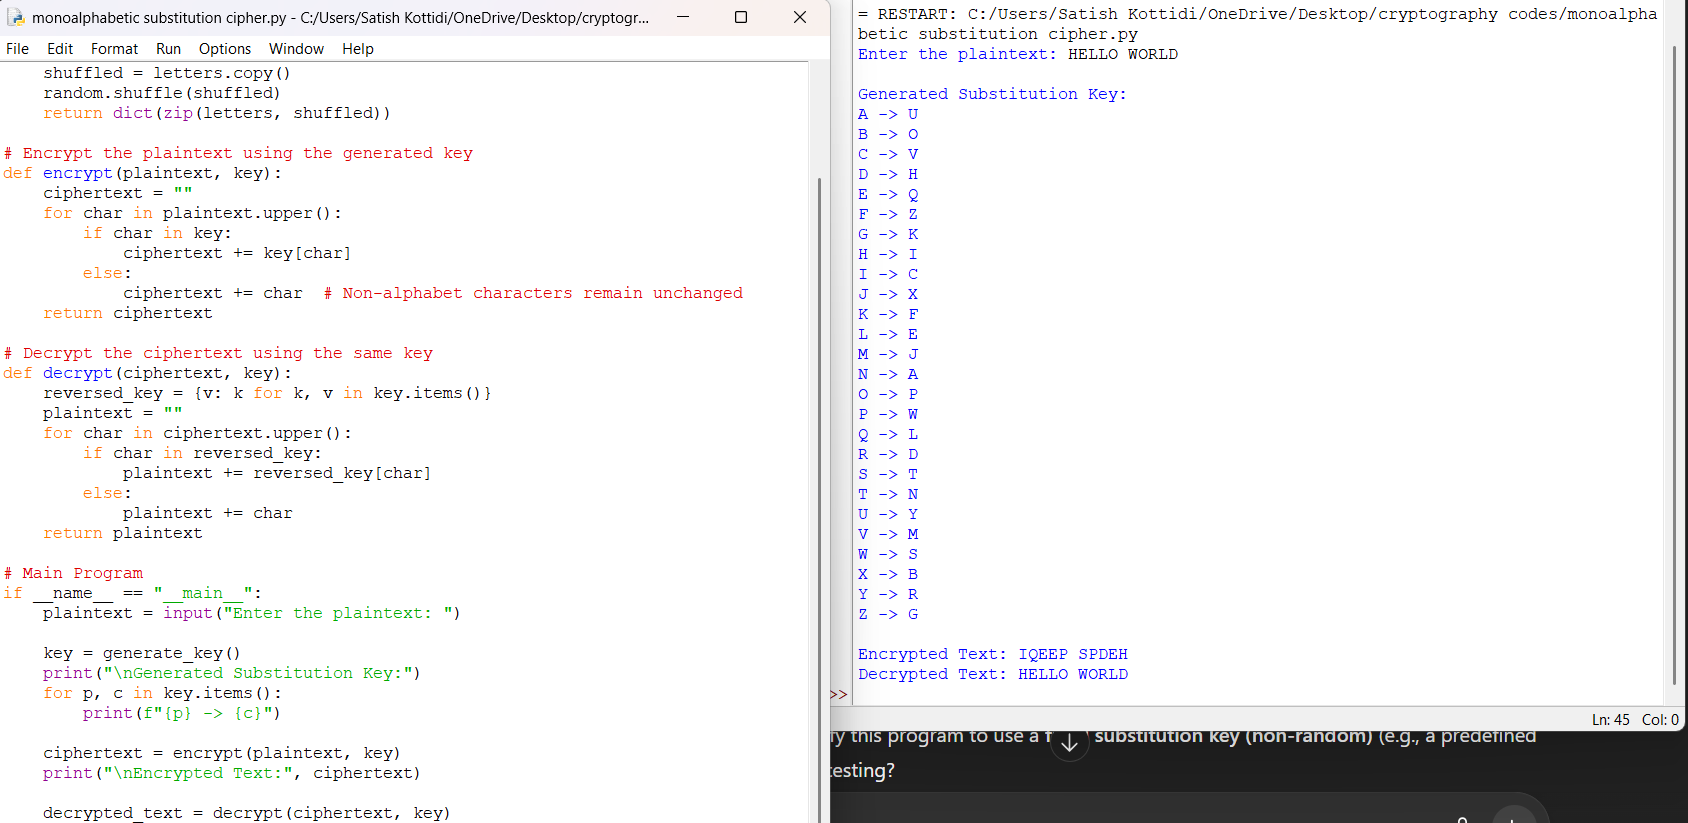 monoalphabetic substitution cipher.py - C:/Users/Satish Kottidi/OneDrive/Desktop/cryptogr...
File Edit Format Run Options Window Help
    shuffled = letters.copy()
    random.shuffle(shuffled)
    return dict(zip(letters, shuffled))

# Encrypt the plaintext using the generated key
def encrypt(plaintext, key):
    ciphertext = ""
    for char in plaintext.upper():
        if char in key:
            ciphertext += key[char]
        else:
            ciphertext += char  # Non-alphabet characters remain unchanged
    return ciphertext

# Decrypt the ciphertext using the same key
def decrypt(ciphertext, key):
    reversed_key = {v: k for k, v in key.items()}
    plaintext = ""
    for char in ciphertext.upper():
        if char in reversed_key:
            plaintext += reversed_key[char]
        else:
            plaintext += char
    return plaintext

# Main Program
if __name__ == "__main__":
    plaintext = input("Enter the plaintext: ")

    key = generate_key()
    print("\nGenerated Substitution Key:")
    for p, c in key.items():
        print(f"{p} -> {c}")

    ciphertext = encrypt(plaintext, key)
    print("\nEncrypted Text:", ciphertext)

    decrypted_text = decrypt(ciphertext, key)
= RESTART: C:/Users/Satish Kottidi/OneDrive/Desktop/cryptography codes/monoalpha
betic substitution cipher.py
Enter the plaintext: HELLO WORLD

Generated Substitution Key:
A -> U
B -> O
C -> V
D -> H
E -> Q
F -> Z
G -> K
H -> I
I -> C
J -> X
K -> F
L -> E
M -> J
N -> A
O -> P
P -> W
Q -> L
R -> D
S -> T
T -> N
U -> Y
V -> M
W -> S
X -> B
Y -> R
Z -> G

Encrypted Text: IQEEP SPDEH
Decrypted Text: HELLO WORLD
>>
Ln: 45 Col: 0
this program to use a substitution key (non-random) (e.g., a predefined
testing?